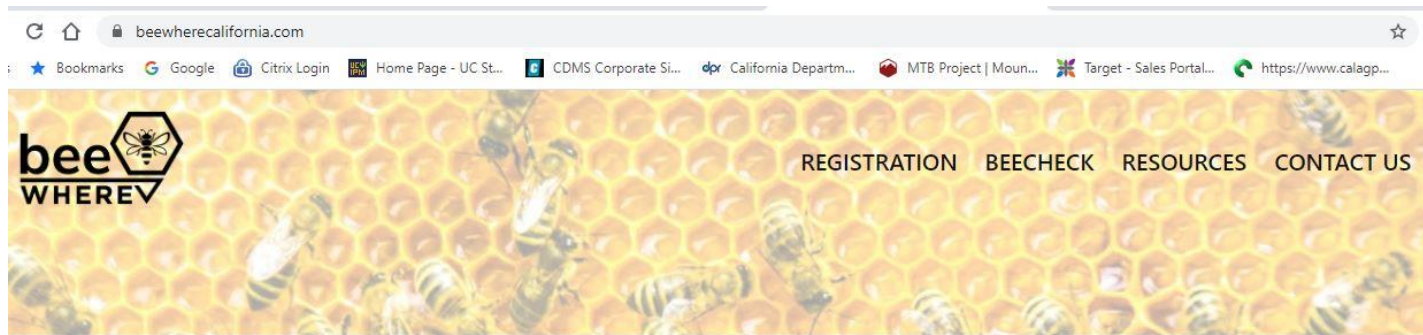 beewherecalifornia.com
Bookmarks Google Citrix Login Home Page - UC St... CDMS Corporate Si... dpr California Departm... MTB Project | Moun... Target - Sales Portal... https://www.calagp...
bee
WHERE
REGISTRATION BEECHECK RESOURCES CONTACT US